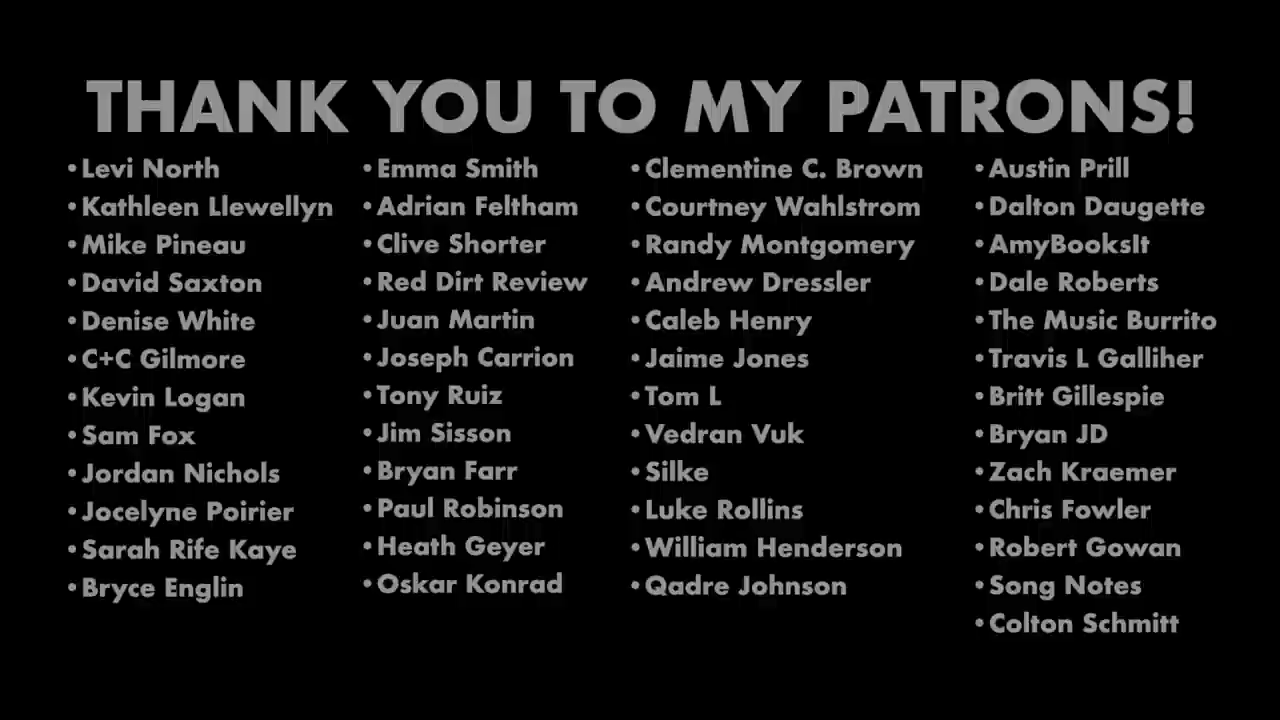 THANK YOU TO MY PATRONS!
•Levi North
•Kathleen Llewellyn
•Mike Pineau
•David Saxton
•Denise White
•C+C Gilmore
•Kevin Logan
•Sam Fox
•Jordan Nichols
•Jocelyne Poirier
•Sarah Rife Kaye
•Bryce Englin
•Emma Smith
•Adrian Feltham
•Clive Shorter
•Red Dirt Review
•Juan Martin
•Joseph Carrion
•Tony Ruiz
•Jim Sisson
•Bryan Farr
•Paul Robinson
•Heath Geyer
•Oskar Konrad
•Clementine C. Brown
•Courtney Wahlstrom
•Randy Montgomery
•Andrew Dressler
•Caleb Henry
•Jaime Jones
•Tom L
•Vedran Vuk
•Silke
•Luke Rollins
•William Henderson
•Qadre Johnson
•Austin Prill
•Dalton Daugette
•AmyBooksIt
•Dale Roberts
•The Music Burrito
•Travis L Galliher
•Britt Gillespie
•Bryan JD
•Zach Kraemer
•Chris Fowler
•Robert Gowan
•Song Notes
•Colton Schmitt